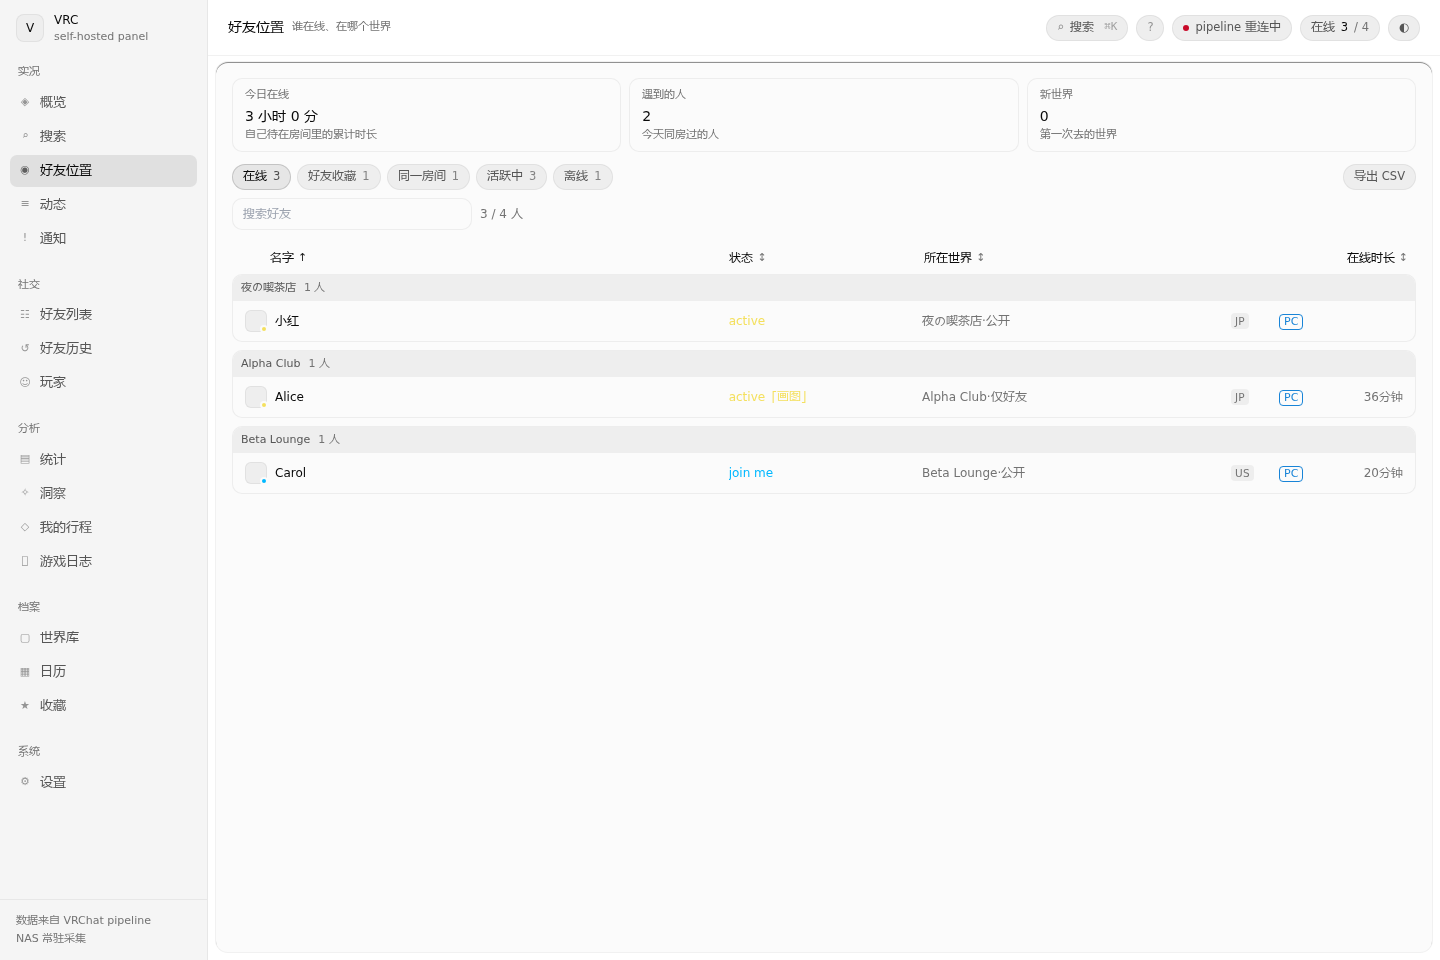 V
VRC
self-hosted panel
实况
概览
搜索
好友位置
动态
通知
社交
好友列表
好友历史
玩家
分析
统计
洞察
我的行程
游戏日志
档案
世界库
日历
收藏
系统
设置
数据来自 VRChat pipeline
NAS 常驻采集
好友位置 谁在线、在哪个世界
搜索 ⌘K
?
pipeline 重连中
在线 3 / 4
今日在线
3 小时 0 分
自己待在房间里的累计时长
遇到的人
2
今天同房过的人
新世界
0
第一次去的世界
在线 3
好友收藏 1
同一房间 1
活跃中 3
离线 1
导出 CSV
搜索好友
3 / 4 人
名字 ↑ 状态 ↕ 所在世界 ↕ 在线时长 ↕
夜の喫茶店 1 人
小红 active 夜の喫茶店·公开 JP PC
Alpha Club 1 人
Alice active「画图」 Alpha Club·仅好友 JP PC 36分钟
Beta Lounge 1 人
Carol join me Beta Lounge·公开 US PC 20分钟